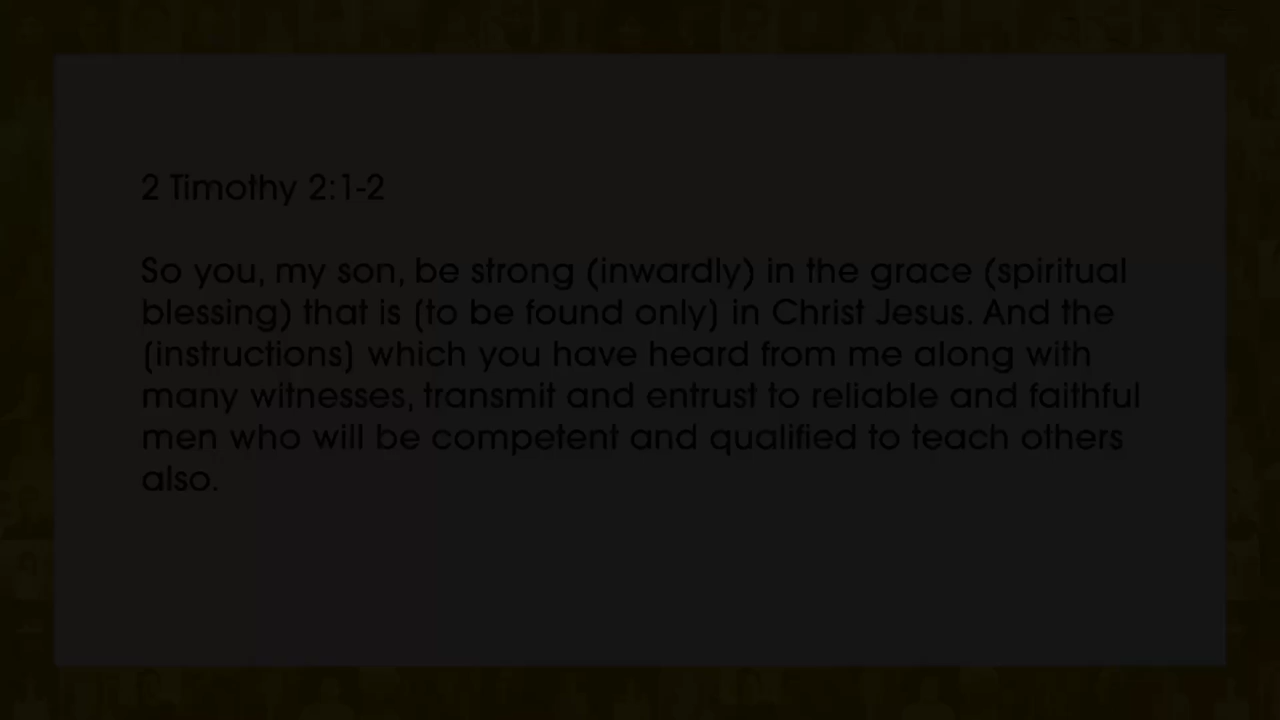 2 Timothy 2:1-2
So you, my son, be strong (inwardly) in the grace (spiritual
blessing) that is (to be found only) in Christ Jesus. And the
(instructions) which you have heard from me along with
many witnesses, transmit and entrust to reliable and faithful
men who will be competent and qualified to teach others
also.